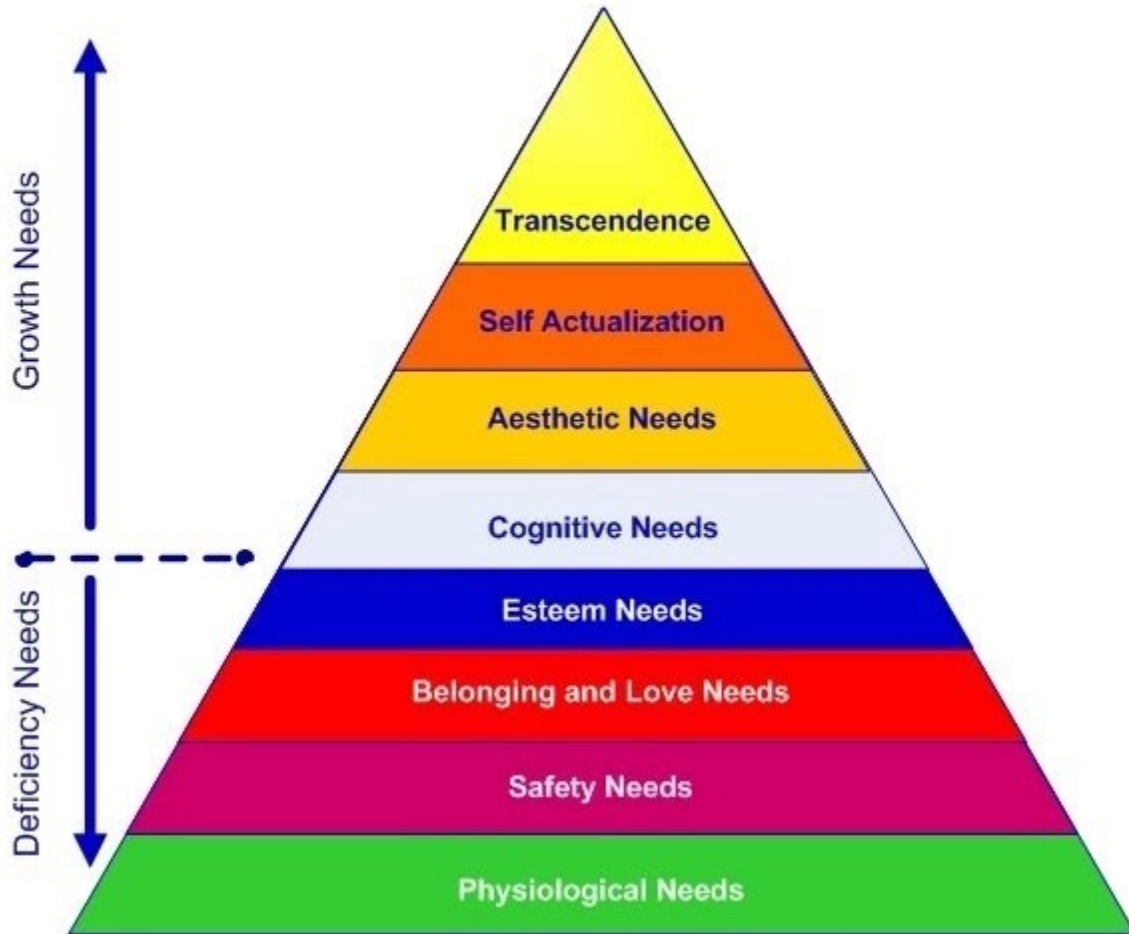 Growth Needs
Deficiency Needs
Transcendence
Self Actualization
Aesthetic Needs
Cognitive Needs
Esteem Needs
Belonging and Love Needs
Safety Needs
Physiological Needs